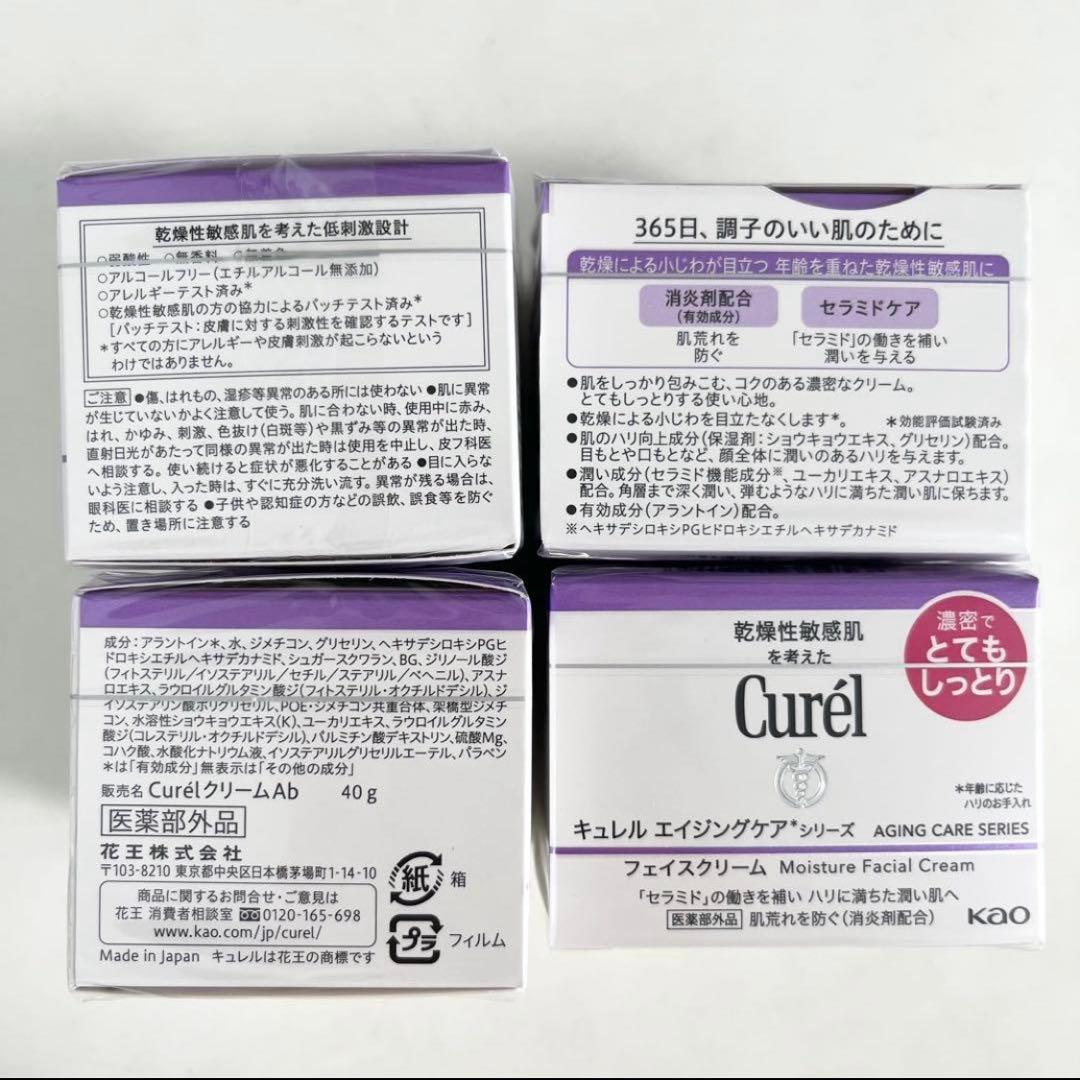 乾燥性敏感肌を考えた低刺激設計
○弱酸性 ○無香料 ○無着色
○アルコールフリー（エチルアルコール無添加）
○アレルギーテスト済み＊
○乾燥性敏感肌の方の協力によるパッチテスト済み＊
［パッチテスト：皮膚に対する刺激性を確認するテストです］
＊すべての方にアレルギーや皮膚刺激が起こらないという
わけではありません。
ご注意 ●傷、はれもの、湿疹等異常のある所には使わない ●肌に異常
が生じていないかよく注意して使う。肌に合わない時、使用中に赤み、
はれ、かゆみ、刺激、色抜け（白斑等）や黒ずみ等の異常が出た時、
直射日光があたって同様の異常が出た時は使用を中止し、皮フ科医
へ相談する。使い続けると症状が悪化することがある ●目に入らな
いよう注意し、入った時は、すぐに充分洗い流す。異常が残る場合は、
眼科医に相談する ●子供や認知症の方などの誤飲、誤食等を防ぐ
ため、置き場所に注意する
365日、調子のいい肌のために
乾燥による小じわが目立つ 年齢を重ねた乾燥性敏感肌に
消炎剤配合
（有効成分）
肌荒れを
防ぐ
セラミドケア
「セラミド」の働きを補い
潤いを与える
●肌をしっかり包みこむ、コクのある濃密なクリーム。
とてもしっとりする使い心地。
●乾燥による小じわを目立たなくします＊。 ＊効能評価試験済み
●肌のハリ向上成分（保湿剤：ショウキョウエキス、グリセリン）配合。
目もとや口もとなど、顔全体に潤いのあるハリを与えます。
●潤い成分（セラミド機能成分※、ユーカリエキス、アスナロエキス）
配合。角層まで深く潤い、弾むようなハリに満ちた潤い肌に保ちます。
●有効成分（アラントイン）配合。
※ヘキサデシロキシPGヒドロキシエチルヘキサデカナミド
成分：アラントイン＊、水、ジメチコン、グリセリン、ヘキサデシロキシPGヒ
ドロキシエチルヘキサデカナミド、シュガースクワラン、BG、ジリノール酸ジ
（フィトステリル／イソステアリル／セチル／ステアリル／ベヘニル）、アスナ
ロエキス、ラウロイルグルタミン酸ジ（フィトステリル・オクチルドデシル）、ジ
イソステアリン酸ポリグリセリル、POE・ジメチコン共重合体、架橋型ジメチ
コン、水溶性ショウキョウエキス（K）、ユーカリエキス、ラウロイルグルタミン
酸ジ（コレステリル・オクチルドデシル）、パルミチン酸デキストリン、硫酸Mg、
コハク酸、水酸化ナトリウム液、イソステアリルグリセリルエーテル、パラベン
＊は「有効成分」無表示は「その他の成分」
販売名 CurélクリームAb 40g
医薬部外品
花王株式会社
〒103-8210 東京都中央区日本橋茅場町1-14-10
商品に関するお問合せ・ご意見は
花王 消費者相談室 0120-165-698
www.kao.com/jp/curel/
Made in Japan キュレルは花王の商標です
紙 箱
プラ フィルム
乾燥性敏感肌
を考えた
Curél
濃密で
とても
しっとり
＊年齢に応じた
ハリのお手入れ
キュレル エイジングケア＊シリーズ AGING CARE SERIES
フェイスクリーム Moisture Facial Cream
「セラミド」の働きを補い ハリに満ちた潤い肌へ
医薬部外品 肌荒れを防ぐ（消炎剤配合）
Kao